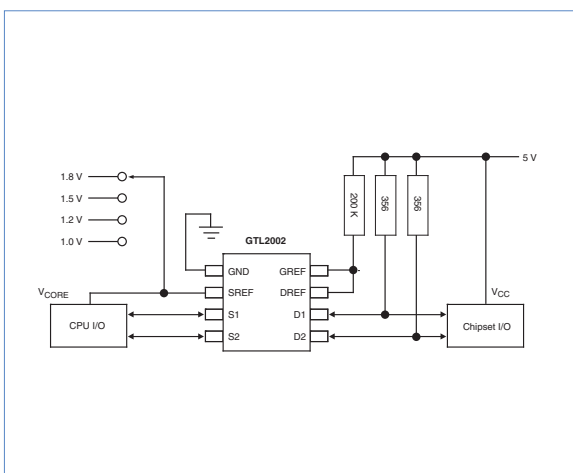 5 V
1.8 V
1.5 V
1.2 V
1.0 V
200 K
356
356
GTL2002
GND
GREF
SREF
DREF
S1
D1
S2
D2
VCORE
CPU I/O
VCC
Chipset I/O